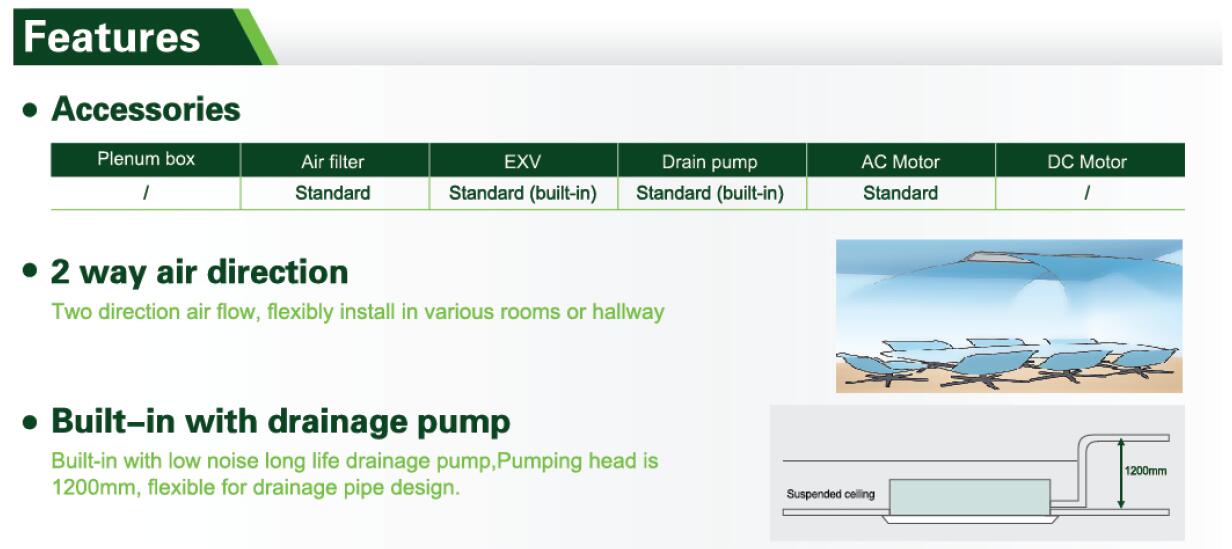 Features
• Accessories
Plenum box Air filter EXV Drain pump AC Motor DC Motor
/ Standard Standard (built-in) Standard (built-in) Standard /
• 2 way air direction
Two direction air flow, flexibly install in various rooms or hallway
• Built–in with drainage pump
Built-in with low noise long life drainage pump,Pumping head is
1200mm, flexible for drainage pipe design.
1200mm
Suspended ceiling